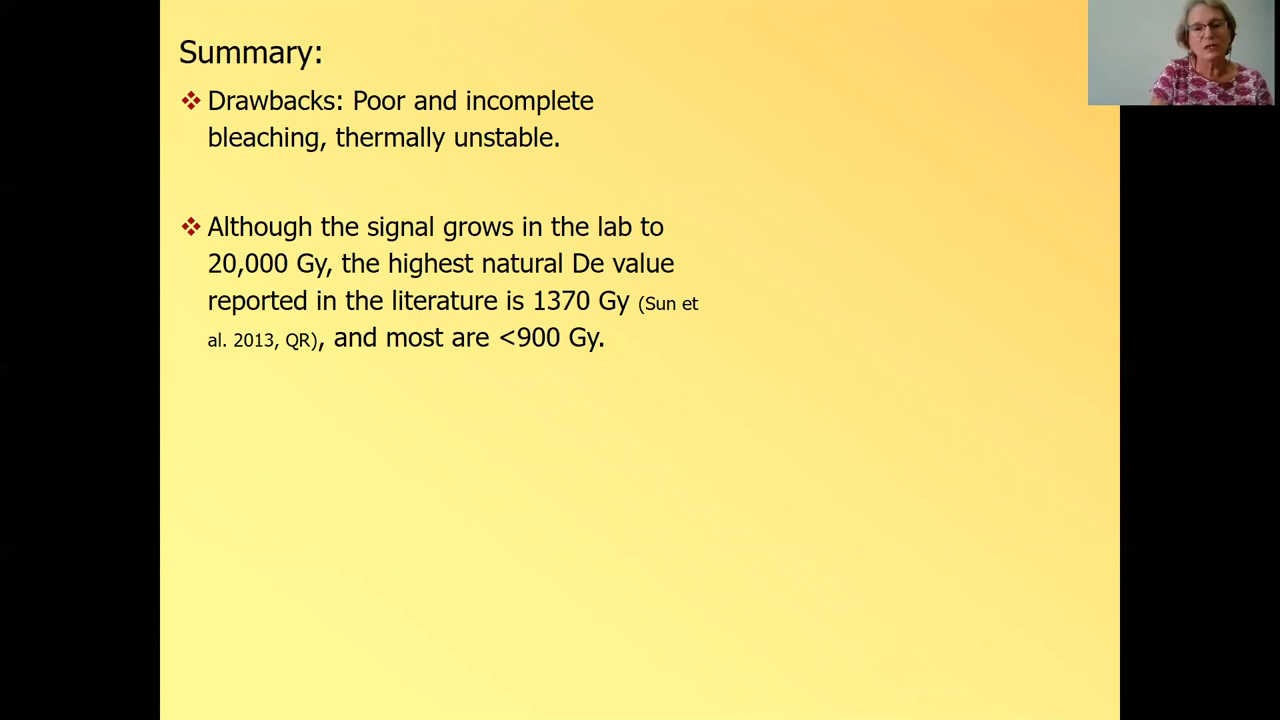 Summary:
Drawbacks: Poor and incomplete
bleaching, thermally unstable.
Although the signal grows in the lab to
20,000 Gy, the highest natural De value
reported in the literature is 1370 Gy (Sun et
al. 2013, QR), and most are <900 Gy.